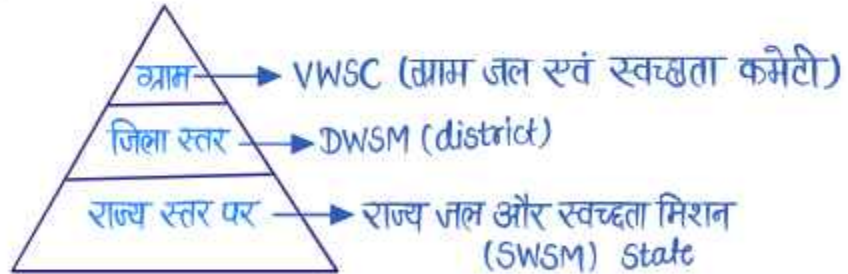 ग्राम → VWSC (ग्राम जल एवं स्वच्छता कमेटी)
जिला स्तर → DWSM (district)
राज्य स्तर पर → राज्य जल और स्वच्छता मिशन
(SWSM) State